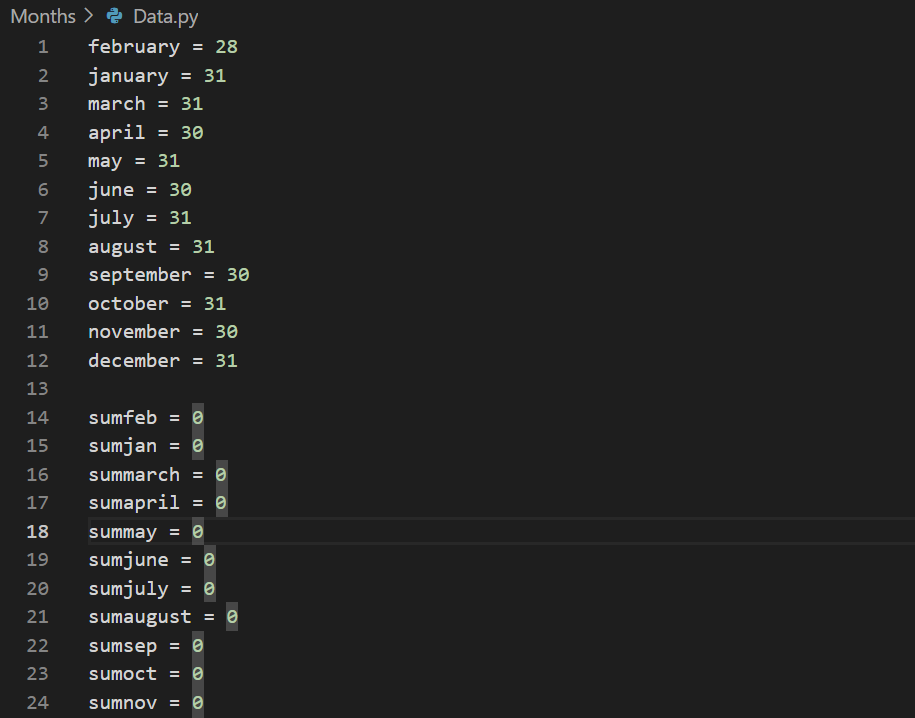 Months > Data.py
1 february = 28
2 january = 31
3 march = 31
4 april = 30
5 may = 31
6 june = 30
7 july = 31
8 august = 31
9 september = 30
10 october = 31
11 november = 30
12 december = 31
13
14 sumfeb = 0
15 sumjan = 0
16 summarch = 0
17 sumapril = 0
18 summay = 0
19 sumjune = 0
20 sumjuly = 0
21 sumaugust = 0
22 sumsep = 0
23 sumoct = 0
24 sumnov = 0